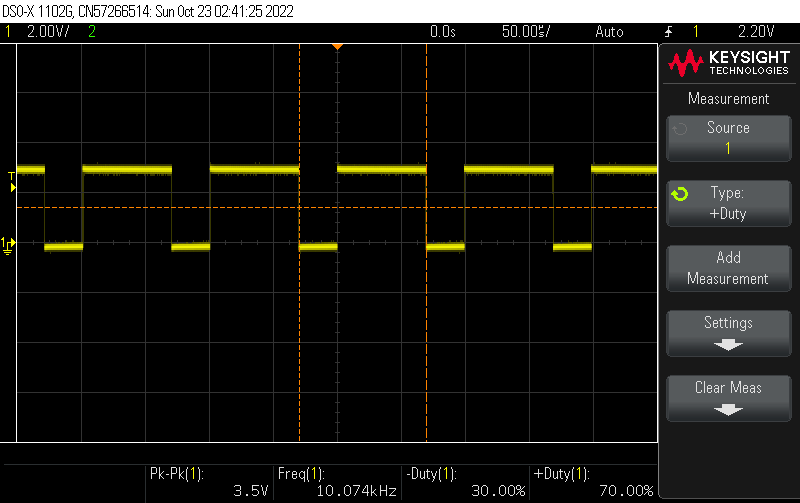 DSO-X 1102G, CN57266514: Sun Oct 23 02:41:25 2022
1 2.00V/ 2 0.0s 50.00s/ Auto 1 2.20V
KEYSIGHT
TECHNOLOGIES
Measurement
Source
1
Type:
+Duty
Add
Measurement
Settings
Clear Meas
T
1
Pk-Pk(1): Freq(1): -Duty(1): +Duty(1):
3.5V 10.074kHz 30.00% 70.00%